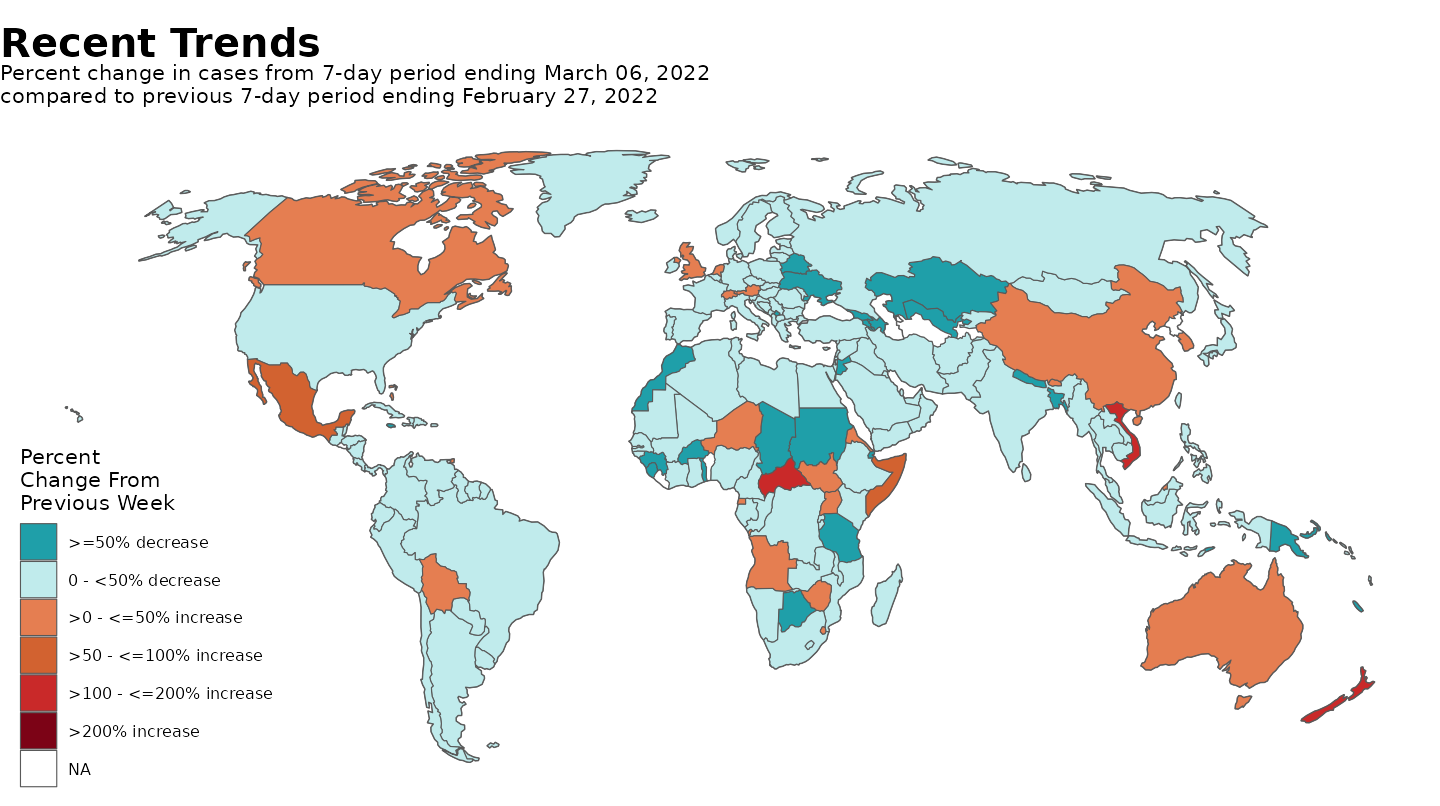 Recent Trends
Percent change in cases from 7-day period ending March 06, 2022
compared to previous 7-day period ending February 27, 2022
Percent
Change From
Previous Week
>=50% decrease
0 - <50% decrease
>0 - <=50% increase
>50 - <=100% increase
>100 - <=200% increase
>200% increase
NA